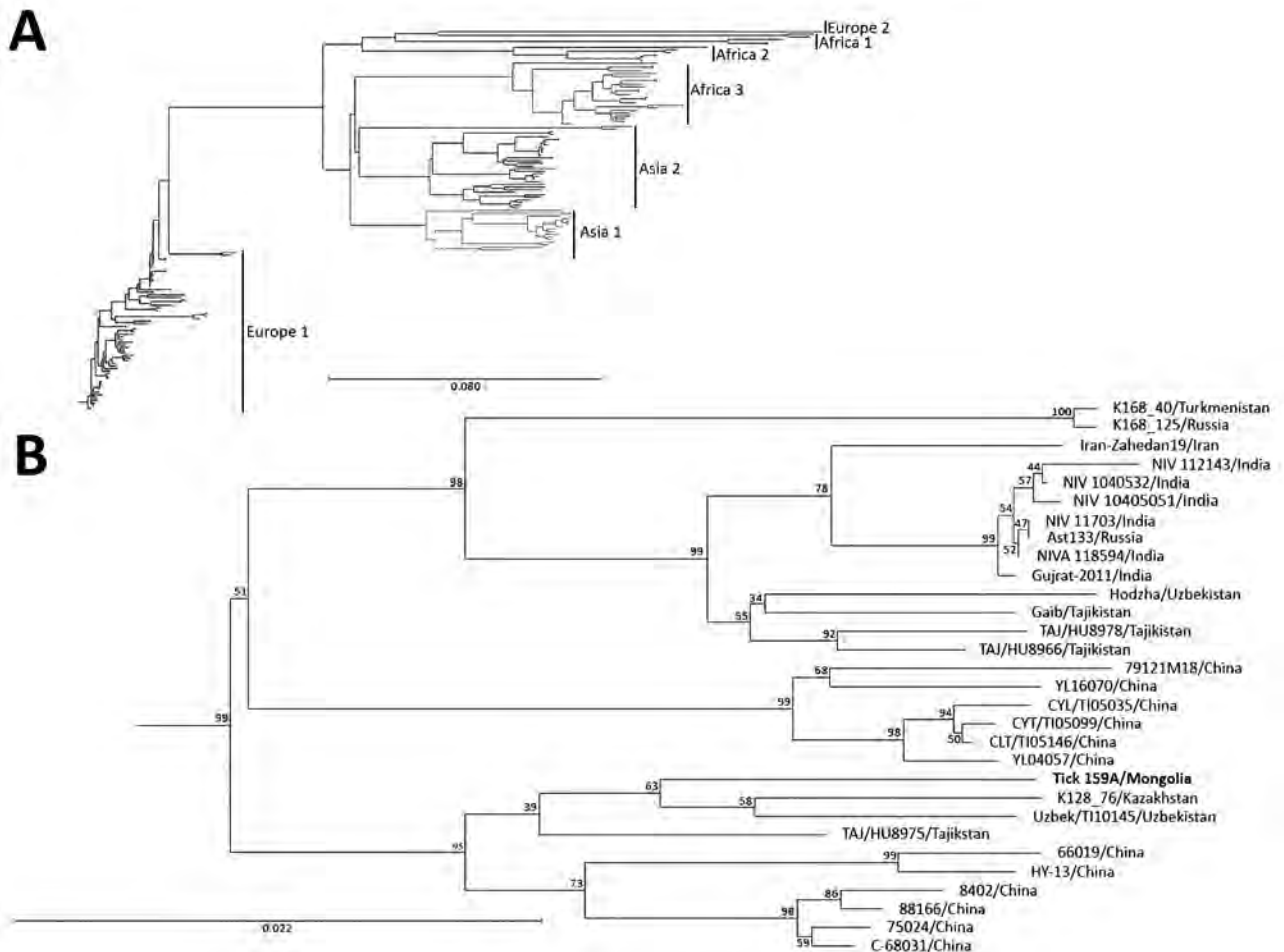 A
Europe 2
Africa 1
Africa 2
Africa 3
Asia 2
Asia 1
Europe 1
0.080
B
100
K168_40/Turkmenistan
K168_125/Russia
98
Iran-Zahedan19/Iran
78
44
NIV 112143/India
57
NIV 1040532/India
NIV 10405051/India
54
47
NIV 11703/India
99
Ast133/Russia
52
NIVA 118594/India
Gujrat-2011/India
99
51
34
Hodzha/Uzbekistan
55
Gaib/Tajikistan
92
TAJ/HU8978/Tajikistan
TAJ/HU8966/Tajikistan
68
79121M18/China
99
YL16070/China
94
CYL/TI05035/China
98
CYT/TI05099/China
50
CLT/TI05146/China
99
YL04057/China
63
Tick 159A/Mongolia
39
58
K128_76/Kazakhstan
Uzbek/TI10145/Uzbekistan
95
TAJ/HU8975/Tajikstan
99
66019/China
73
HY-13/China
86
8402/China
98
88166/China
59
75024/China
C-68031/China
0.022